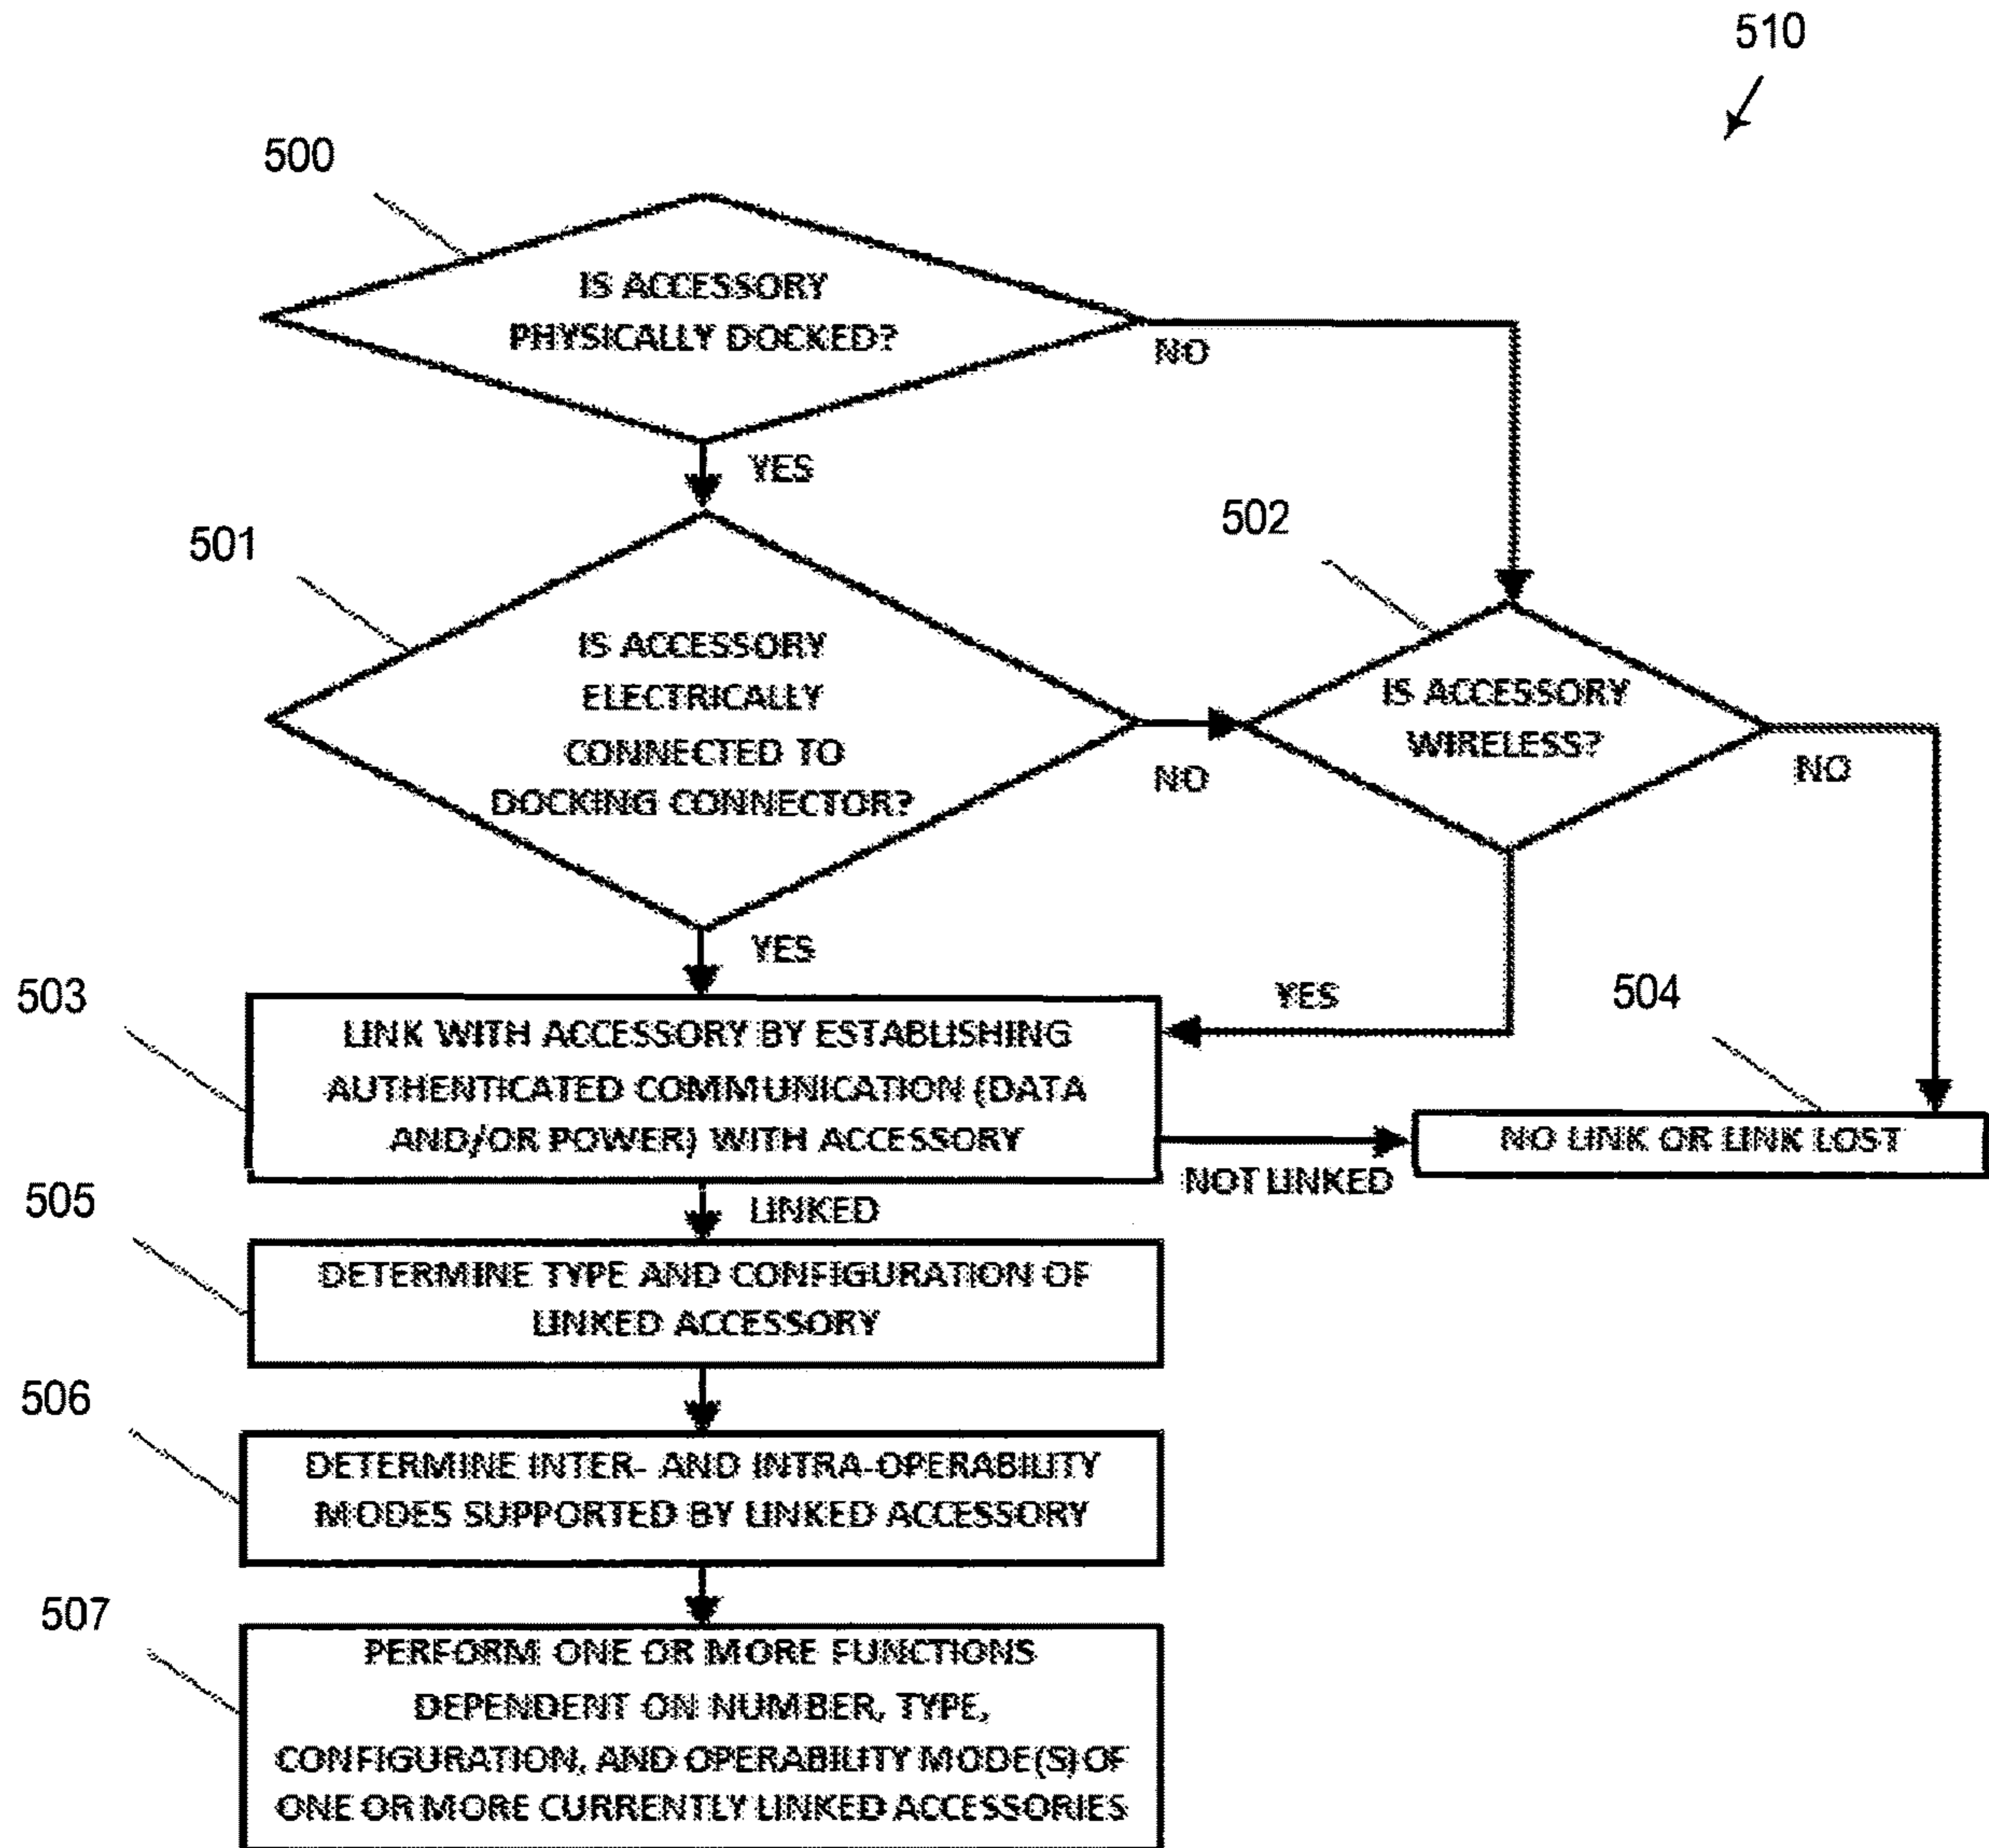 510
500
IS ACCESSORY
PHYSICALLY DOCKED?
NO
YES
501
502
IS ACCESSORY
ELECTRICALLY
CONNECTED TO
DOCKING CONNECTOR?
NO
IS ACCESSORY
WIRELESS?
NO
YES
YES
503
LINK WITH ACCESSORY BY ESTABLISHING
AUTHENTICATED COMMUNICATION (DATA
AND/OR POWER) WITH ACCESSORY
504
NO LINK OR LINK LOST
NOT LINKED
LINKED
505
DETERMINE TYPE AND CONFIGURATION OF
LINKED ACCESSORY
506
DETERMINE INTER- AND INTRA-OPERABILITY
MODES SUPPORTED BY LINKED ACCESSORY
507
PERFORM ONE OR MORE FUNCTIONS
DEPENDENT ON NUMBER, TYPE,
CONFIGURATION, AND OPERABILITY MODE(S) OF
ONE OR MORE CURRENTLY LINKED ACCESSORIES